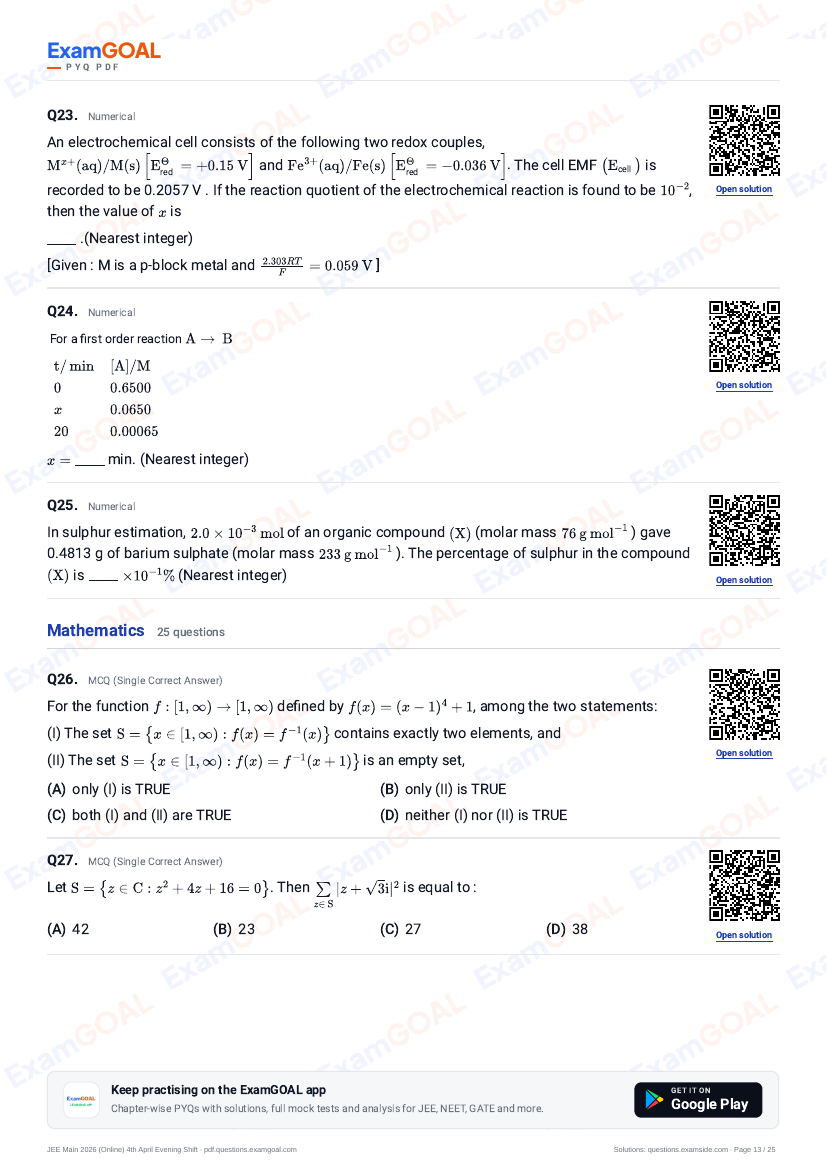 ExamGOAL
PYQ PDF
Q23. Numerical
An electrochemical cell consists of the following two redox couples,
M^{x+}(aq)/M(s) [E^⊖_red = +0.15 V] and Fe^{3+}(aq)/Fe(s) [E^⊖_red = −0.036 V]. The cell EMF (E_cell) is
recorded to be 0.2057 V . If the reaction quotient of the electrochemical reaction is found to be 10^{−2},
then the value of x is
____ .(Nearest integer)
[Given : M is a p-block metal and 2.303RT/F = 0.059 V ]
Open solution
Q24. Numerical
For a first order reaction A → B
t/ min [A]/M
0 0.6500
x 0.0650
20 0.00065
x = ____ min. (Nearest integer)
Open solution
Q25. Numerical
In sulphur estimation, 2.0 × 10^{−3} mol of an organic compound (X) (molar mass 76 g mol^{−1} ) gave
0.4813 g of barium sulphate (molar mass 233 g mol^{−1} ). The percentage of sulphur in the compound
(X) is ____ ×10^{−1}% (Nearest integer)
Open solution
Mathematics 25 questions
Q26. MCQ (Single Correct Answer)
For the function f : [1, ∞) → [1, ∞) defined by f(x) = (x − 1)^4 + 1, among the two statements:
(I) The set S = {x ∈ [1, ∞) : f(x) = f^{−1}(x)} contains exactly two elements, and
(II) The set S = {x ∈ [1, ∞) : f(x) = f^{−1}(x + 1)} is an empty set,
(A) only (I) is TRUE (B) only (II) is TRUE
(C) both (I) and (II) are TRUE (D) neither (I) nor (II) is TRUE
Open solution
Q27. MCQ (Single Correct Answer)
Let S = {z ∈ C : z^2 + 4z + 16 = 0}. Then ∑_{z∈S} |z + √3i|^2 is equal to :
(A) 42 (B) 23 (C) 27 (D) 38
Open solution
Keep practising on the ExamGOAL app
Chapter-wise PYQs with solutions, full mock tests and analysis for JEE, NEET, GATE and more.
GET IT ON
Google Play
JEE Main 2026 (Online) 4th April Evening Shift · pdf.questions.examgoal.com
Solutions: questions.examside.com · Page 13 / 25